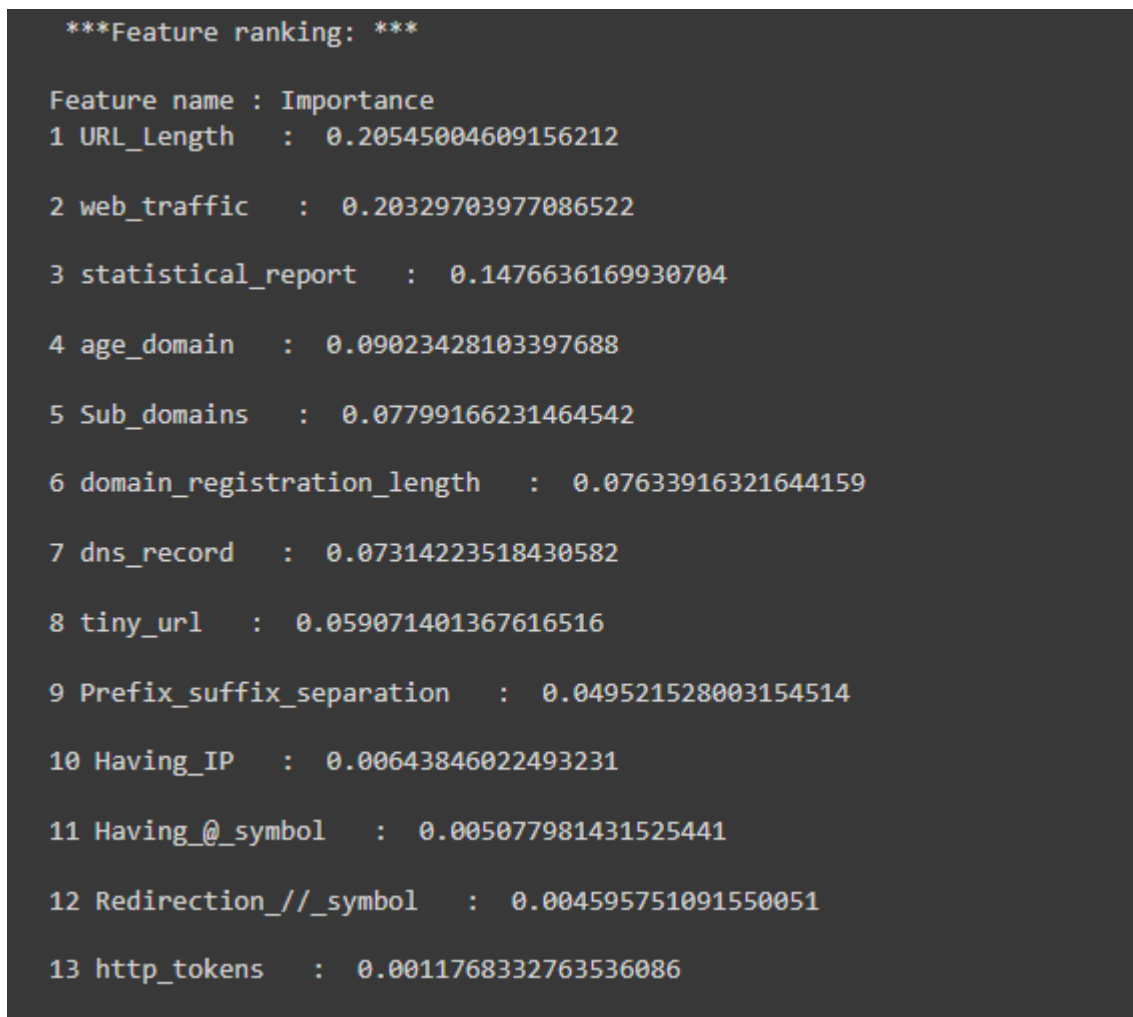 ***Feature ranking: ***
Feature name : Importance
1 URL_Length : 0.20545004609156212
2 web_traffic : 0.20329703977086522
3 statistical_report : 0.1476636169930704
4 age_domain : 0.09023428103397688
5 Sub_domains : 0.07799166231464542
6 domain_registration_length : 0.07633916321644159
7 dns_record : 0.07314223518430582
8 tiny_url : 0.059071401367616516
9 Prefix_suffix_separation : 0.049521528003154514
10 Having_IP : 0.00643846022493231
11 Having_@_symbol : 0.005077981431525441
12 Redirection_//_symbol : 0.004595751091550051
13 http_tokens : 0.0011768332763536086